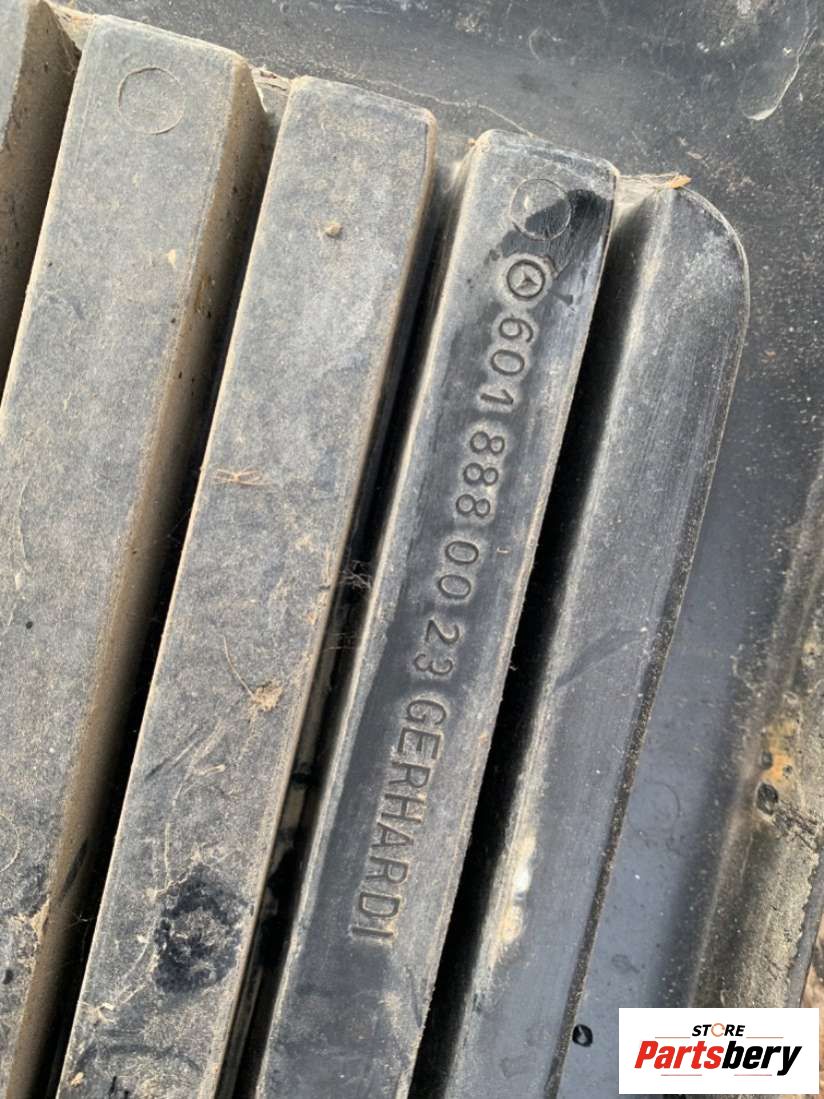 601 888 00 23 GERHARDI
STORE
Partsbery